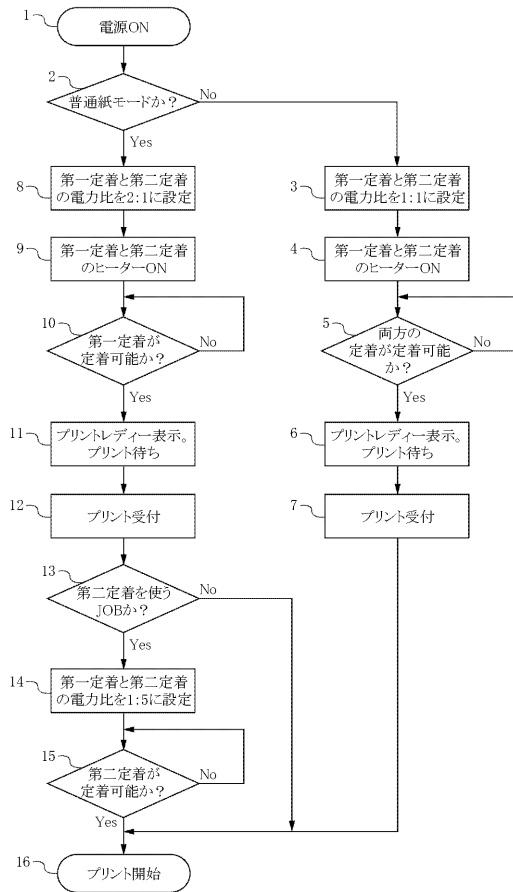 1
電源ON
2
普通紙モードか？
No
Yes
8
第一定着と第二定着
の電力比を2:1に設定
3
第一定着と第二定着
の電力比を1:1に設定
9
第一定着と第二定着
のヒーターON
4
第一定着と第二定着
のヒーターON
10
第一定着が
定着可能か？
No
Yes
5
両方の
定着が定着可能
か？
No
Yes
11
プリントレディー表示。
プリント待ち
6
プリントレディー表示。
プリント待ち
12
プリント受付
7
プリント受付
13
第二定着を使う
JOBか？
No
Yes
14
第一定着と第二定着
の電力比を1:5に設定
15
第二定着が
定着可能か？
No
Yes
16
プリント開始